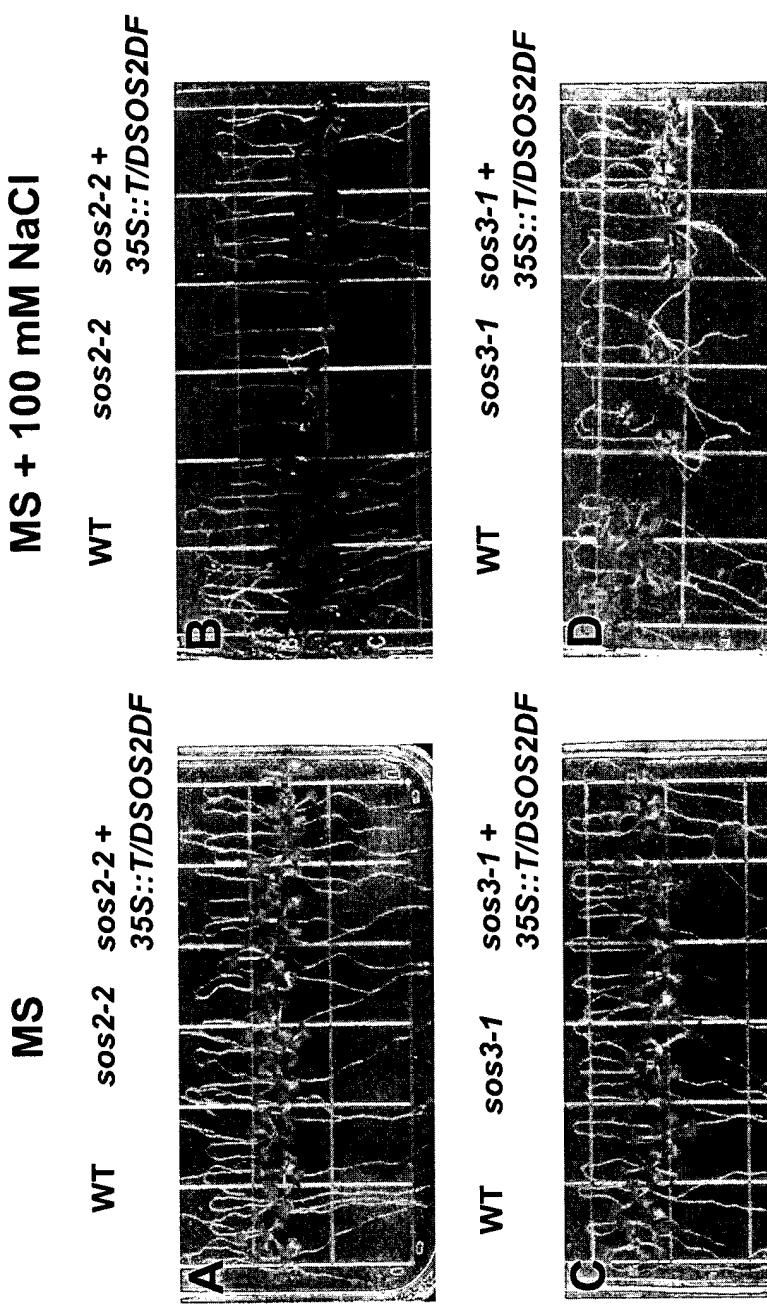 MS
MS + 100 mM NaCl
WT
sos2-2
sos2-2 +
35S::T/DSOS2DF
WT
sos2-2
sos2-2 +
35S::T/DSOS2DF
A
B
WT
sos3-1
sos3-1 +
35S::T/DSOS2DF
WT
sos3-1
sos3-1 +
35S::T/DSOS2DF
C
D